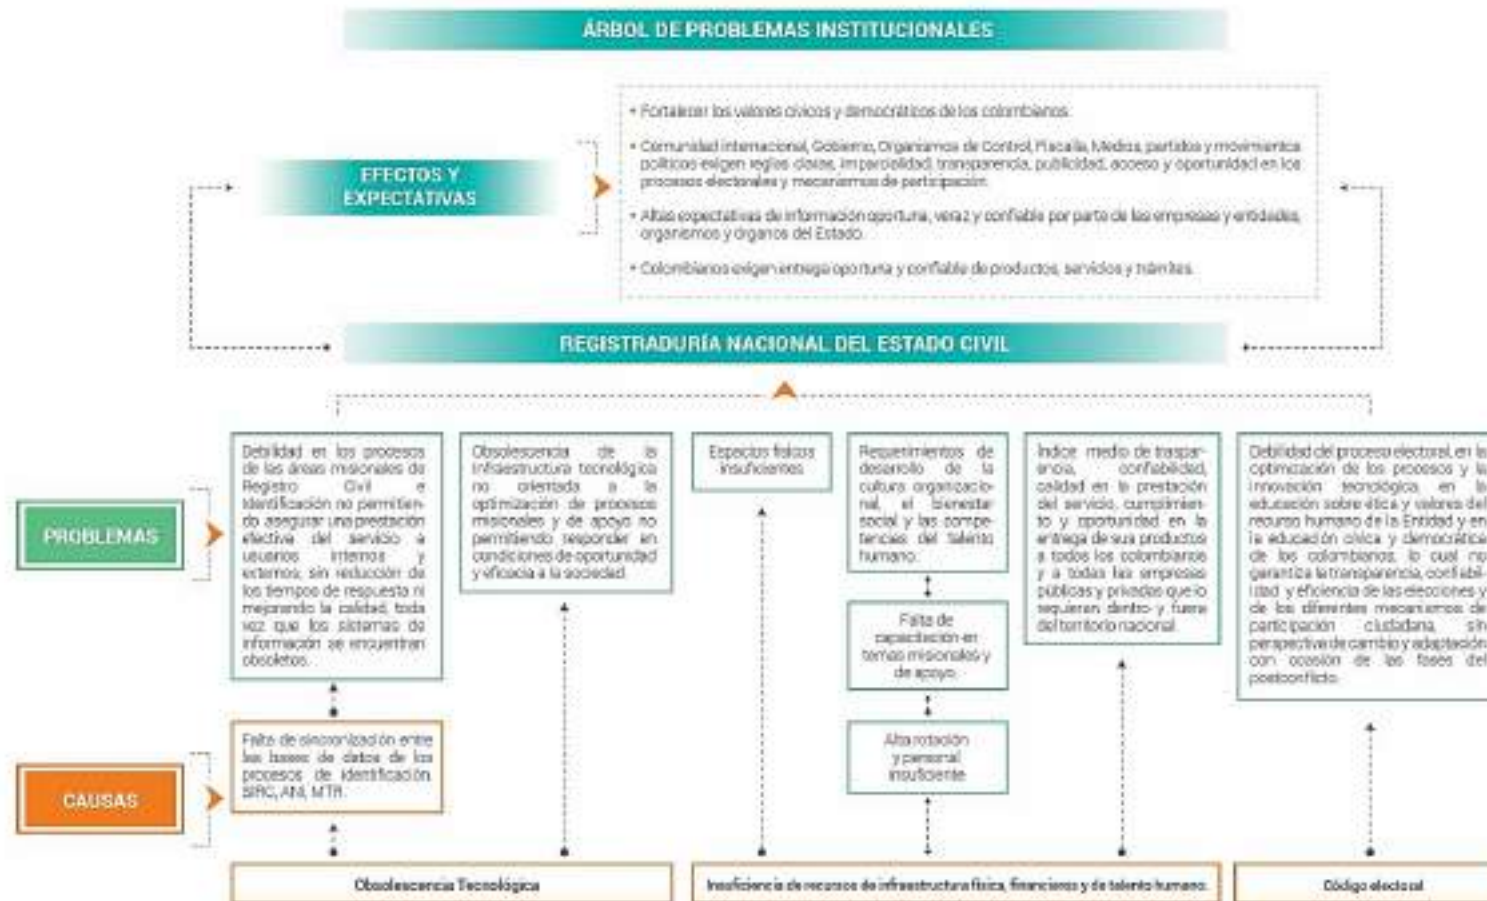 ÁRBOL DE PROBLEMAS INSTITUCIONALES
EFECTOS Y
EXPECTATIVAS
• Fortalecer los valores cívicos y democráticos de los colombianos.
• Comunidad internacional, Gobierno, Organismos de Control, Fiscalía, Medios, partidos y movimientos
políticos exigen reglas claras, imparcialidad, transparencia, publicidad, acceso y oportunidad en los
procesos electorales y mecanismos de participación
• Altas expectativas de información oportuna, veraz y confiable por parte de las empresas y entidades,
organismos y órganos del Estado.
• Colombianos exigen entrega oportuna y confiable de productos, servicios y trámites.
REGISTRADURÍA NACIONAL DEL ESTADO CIVIL
PROBLEMAS
Debilidad en los procesos
de las áreas misionales de
Registro Civil e
Identificación no permitien-
do asegurar una prestación
efectiva del servicio a
usuarios internos y
externos, sin reducción de
los tiempos de respuesta ni
mejorando la calidad, toda
vez que los sistemas de
información se encuentran
obsoletos.
Obsolescencia de la
Infraestructura tecnológica
no orientada a la
optimización de procesos
misionales y de apoyo no
permitiendo responder en
condiciones de oportunidad
y eficacia a la sociedad
Espacios físicos
insuficientes
Requerimientos de
desarrollo de la
cultura organizacio-
nal, el bienestar
social y las compe-
tencias del talento
humano.
Falta de
capacitación en
temas misionales y
de apoyo.
Alta rotación
y personal
insuficiente
Índice medio de traspar-
encia, confiabilidad,
calidad en la prestación
del servicio, cumplimien-
to y oportunidad en la
entrega de sus productos
a todos los colombianos
y a todas las empresas
públicas y privadas que lo
requieran dentro y fuera
del territorio nacional.
Debilidad del proceso electoral, en la
optimización de los procesos y la
innovación tecnológica, en la
educación sobre ética y valores del
recurso humano de la Entidad y en
la educación cívica y democrática
de los colombianos, lo cual no
garantiza la transparencia, confiabil-
idad y eficiencia de las elecciones y
de los diferentes mecanismos de
participación ciudadana, sin
perspectiva de cambio y adaptación
con ocasión de las fases del
postconflicto.
CAUSAS
Falta de sincronización entre
las bases de datos de los
procesos de identificación.
SIRC, ANI, MTR.
Obsolescencia Tecnológica
Insuficiencia de recursos de infraestructura física, financieros y de talento humano.
Código electoral